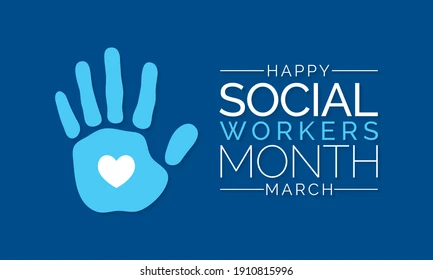 HAPPY
SOCIAL
WORKERS
MONTH
MARCH
shutterstock.com · 1910815996